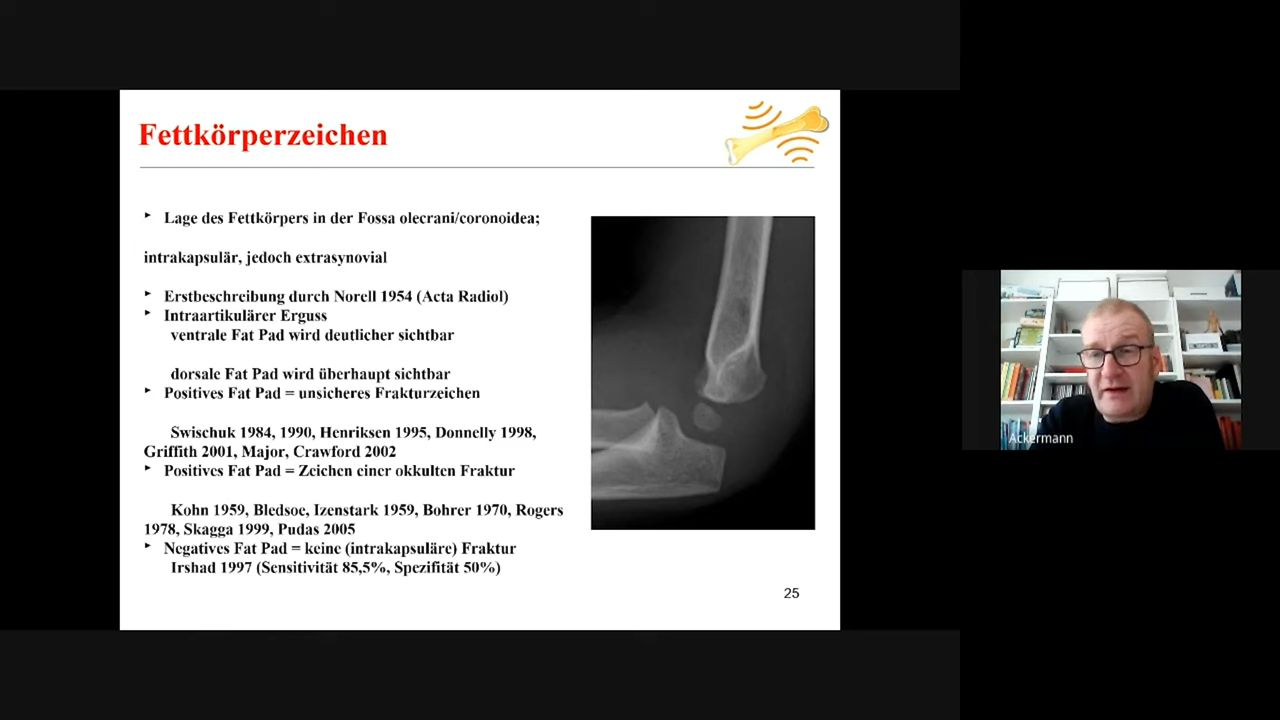 Fettkörperzeichen
Lage des Fettkörpers in der Fossa olecrani/coronoidea;
intrakapsulär, jedoch extrasynovial
Erstbeschreibung durch Norell 1954 (Acta Radiol)
Intraartikulärer Erguss
ventrale Fat Pad wird deutlicher sichtbar
dorsale Fat Pad wird überhaupt sichtbar
Positives Fat Pad = unsicheres Frakturzeichen
Swischuk 1984, 1990, Henriksen 1995, Donnelly 1998,
Griffith 2001, Major, Crawford 2002
Positives Fat Pad = Zeichen einer okkulten Fraktur
Kohn 1959, Bledsoe, Izenstark 1959, Bohrer 1970, Rogers
1978, Skagga 1999, Pudas 2005
Negatives Fat Pad = keine (intrakapsuläre) Fraktur
Irshad 1997 (Sensitivität 85,5%, Spezifität 50%)
25
Ackermann